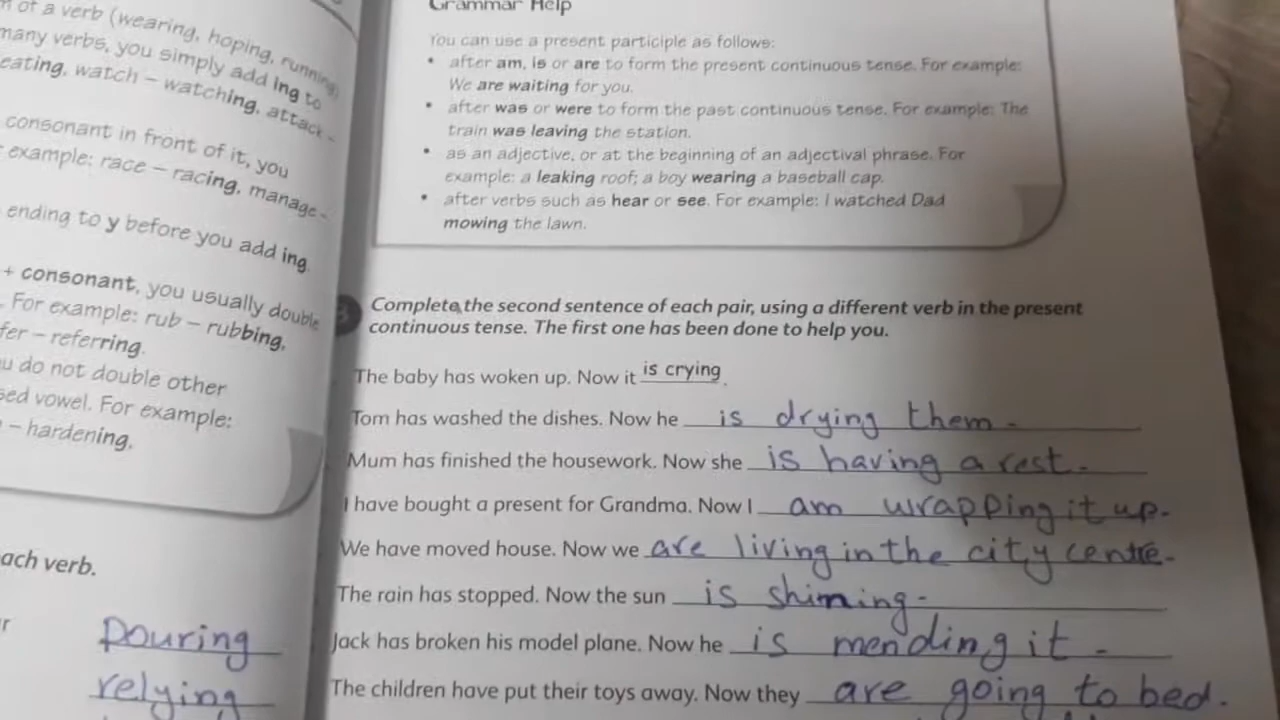 of a verb (wearing, hoping, running)
many verbs, you simply add ing to
eating, watch – watching, attack –
consonant in front of it, you
example: race – racing, manage –
ending to y before you add ing.
+ consonant, you usually double
. For example: rub – rubbing,
fer – referring.
u do not double other
sed vowel. For example:
– hardening.
ach verb.
pouring
relying
Grammar Help
You can use a present participle as follows:
• after am, is or are to form the present continuous tense. For example:
We are waiting for you.
• after was or were to form the past continuous tense. For example: The
train was leaving the station.
• as an adjective, or at the beginning of an adjectival phrase. For
example: a leaking roof; a boy wearing a baseball cap.
• after verbs such as hear or see. For example: I watched Dad
mowing the lawn.
Complete the second sentence of each pair, using a different verb in the present
continuous tense. The first one has been done to help you.
The baby has woken up. Now it is crying.
Tom has washed the dishes. Now he is drying them.
Mum has finished the housework. Now she is having a rest.
I have bought a present for Grandma. Now I am wrapping it up.
We have moved house. Now we are living in the city centre.
The rain has stopped. Now the sun is shining.
Jack has broken his model plane. Now he is mending it.
The children have put their toys away. Now they are going to bed.